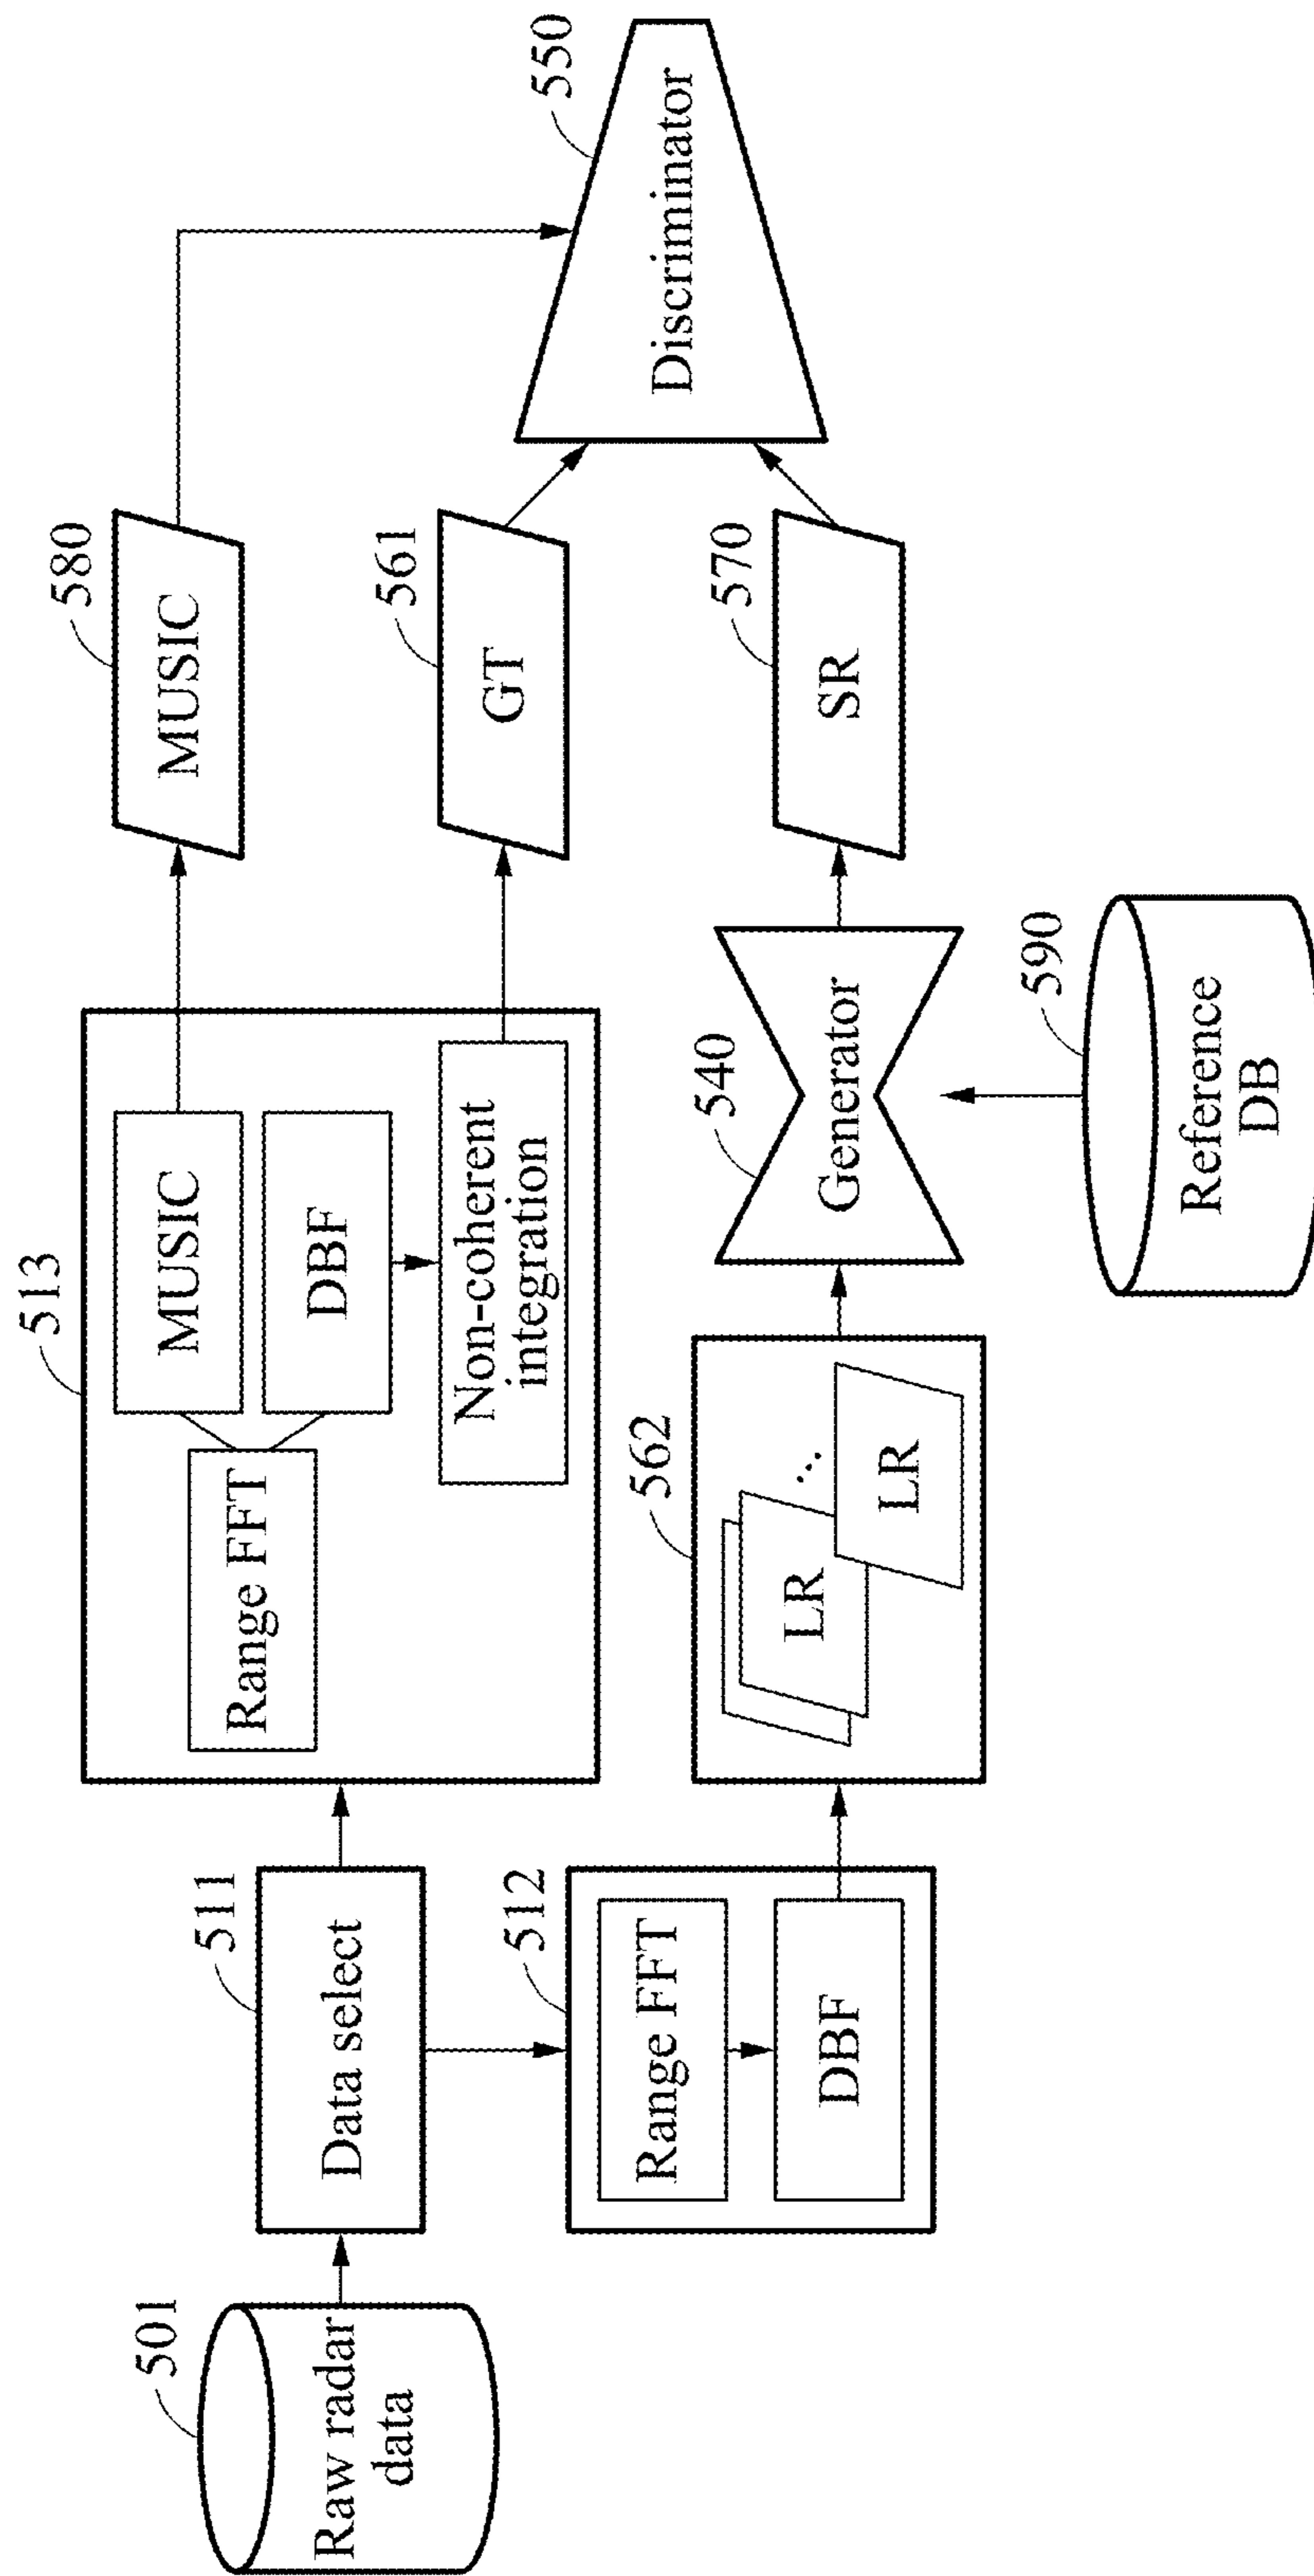 501
Raw radar
data
511
Data select
512
Range FFT
DBF
513
Range FFT
MUSIC
DBF
Non-coherent
integration
562
LR
LR
...
540
Generator
590
Reference
DB
580
MUSIC
561
GT
570
SR
550
Discriminator